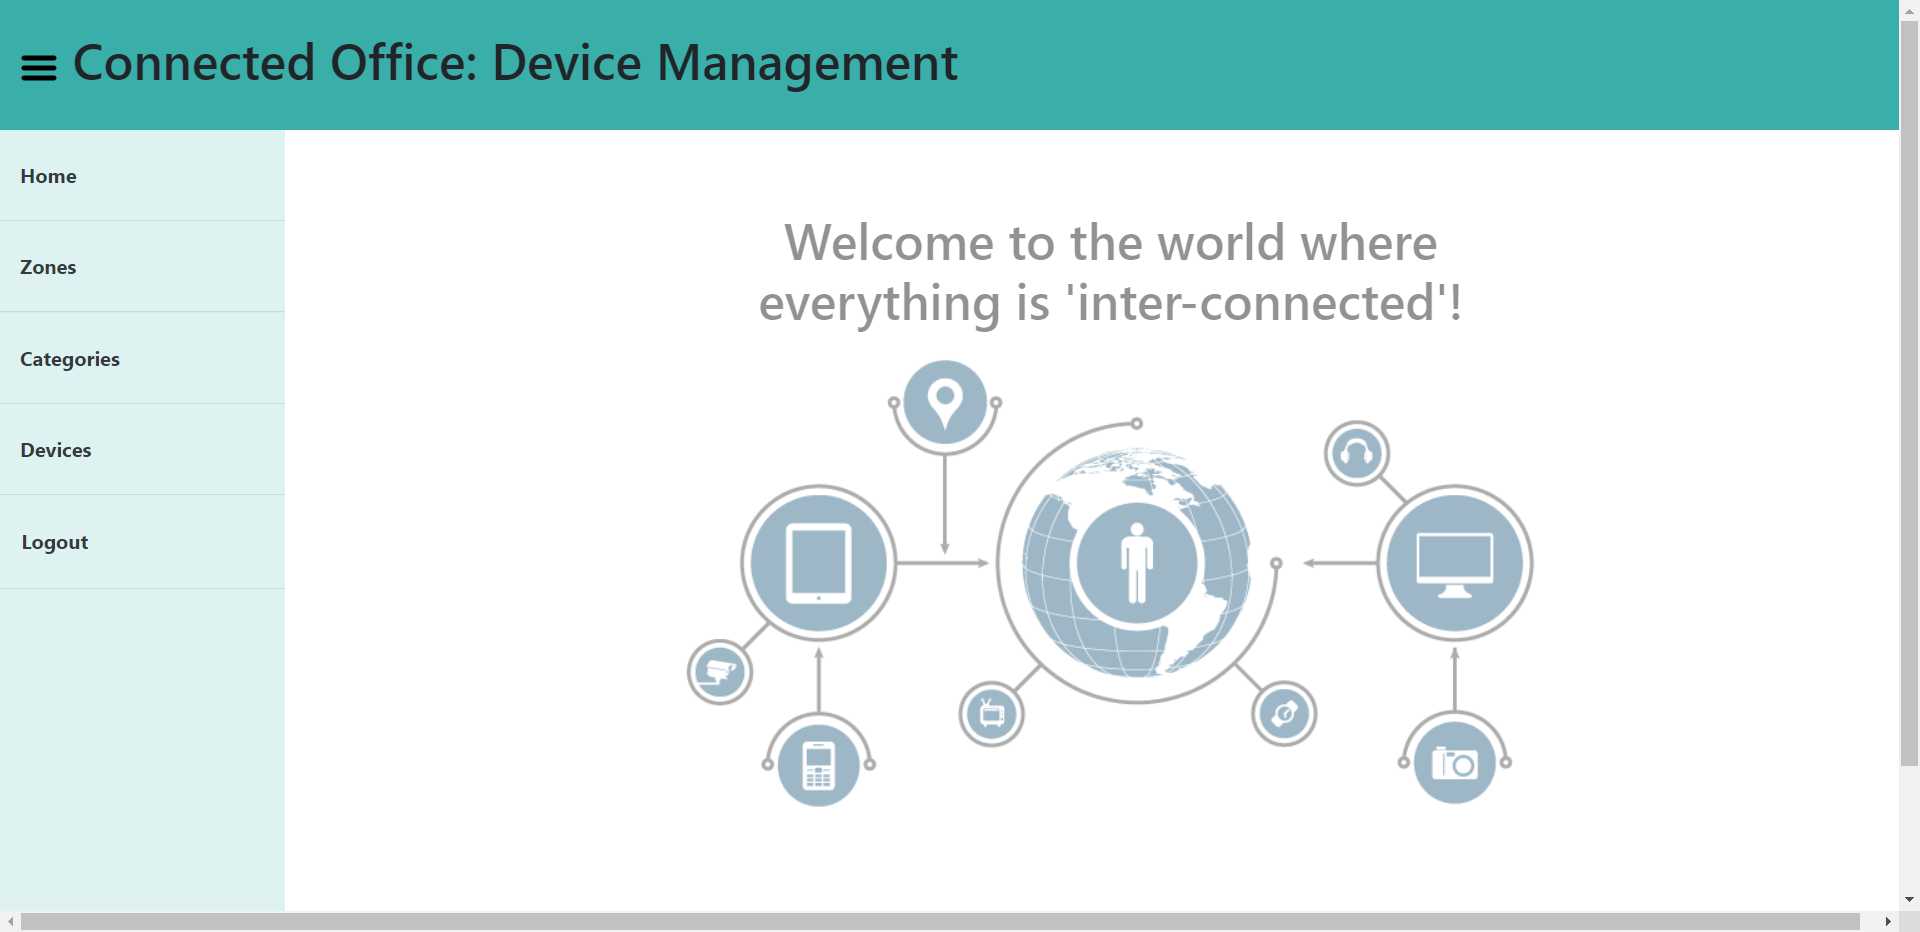 Connected Office: Device Management
Home
Zones
Categories
Devices
Logout
Welcome to the world where
everything is 'inter-connected'!